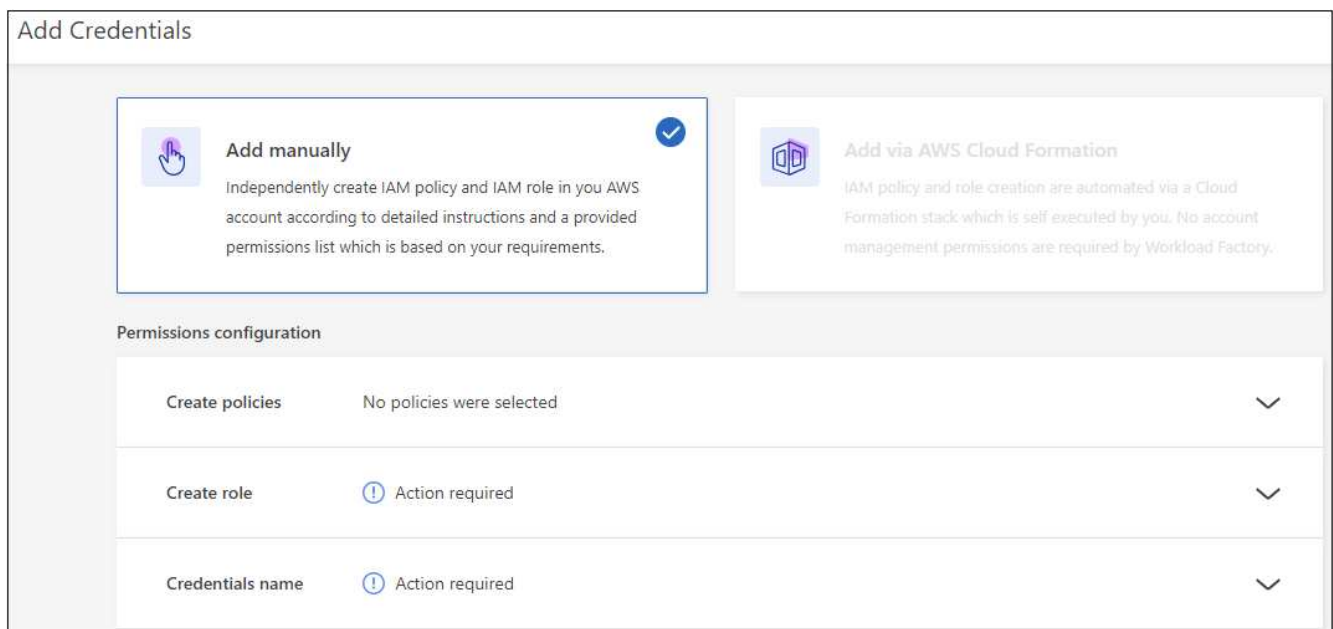 Add Credentials
Add manually
Independently create IAM policy and IAM role in you AWS
account according to detailed instructions and a provided
permissions list which is based on your requirements.
Add via AWS Cloud Formation
IAM policy and role creation are automated via a Cloud
Formation stack which is self executed by you. No account
management permissions are required by Workload Factory.
Permissions configuration
Create policies No policies were selected
Create role Action required
Credentials name Action required